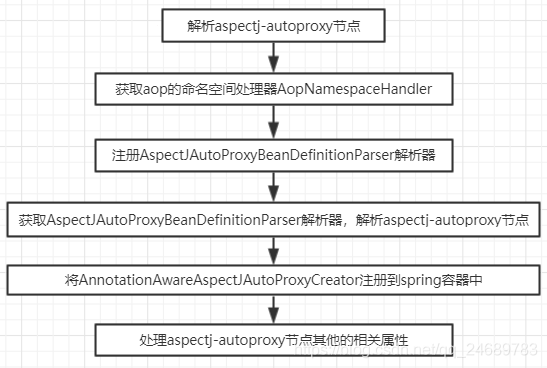 解析aspectj-autoproxy节点
获取aop的命名空间处理器AopNamespaceHandler
注册AspectJAutoProxyBeanDefinitionParser解析器
获取AspectJAutoProxyBeanDefinitionParser解析器，解析aspectj-autoproxy节点
将AnnotationAwareAspectJAutoProxyCreator注册到spring容器中
处理aspectj-autoproxy节点其他的相关属性
https://blog.csdn.net/qq_24689783